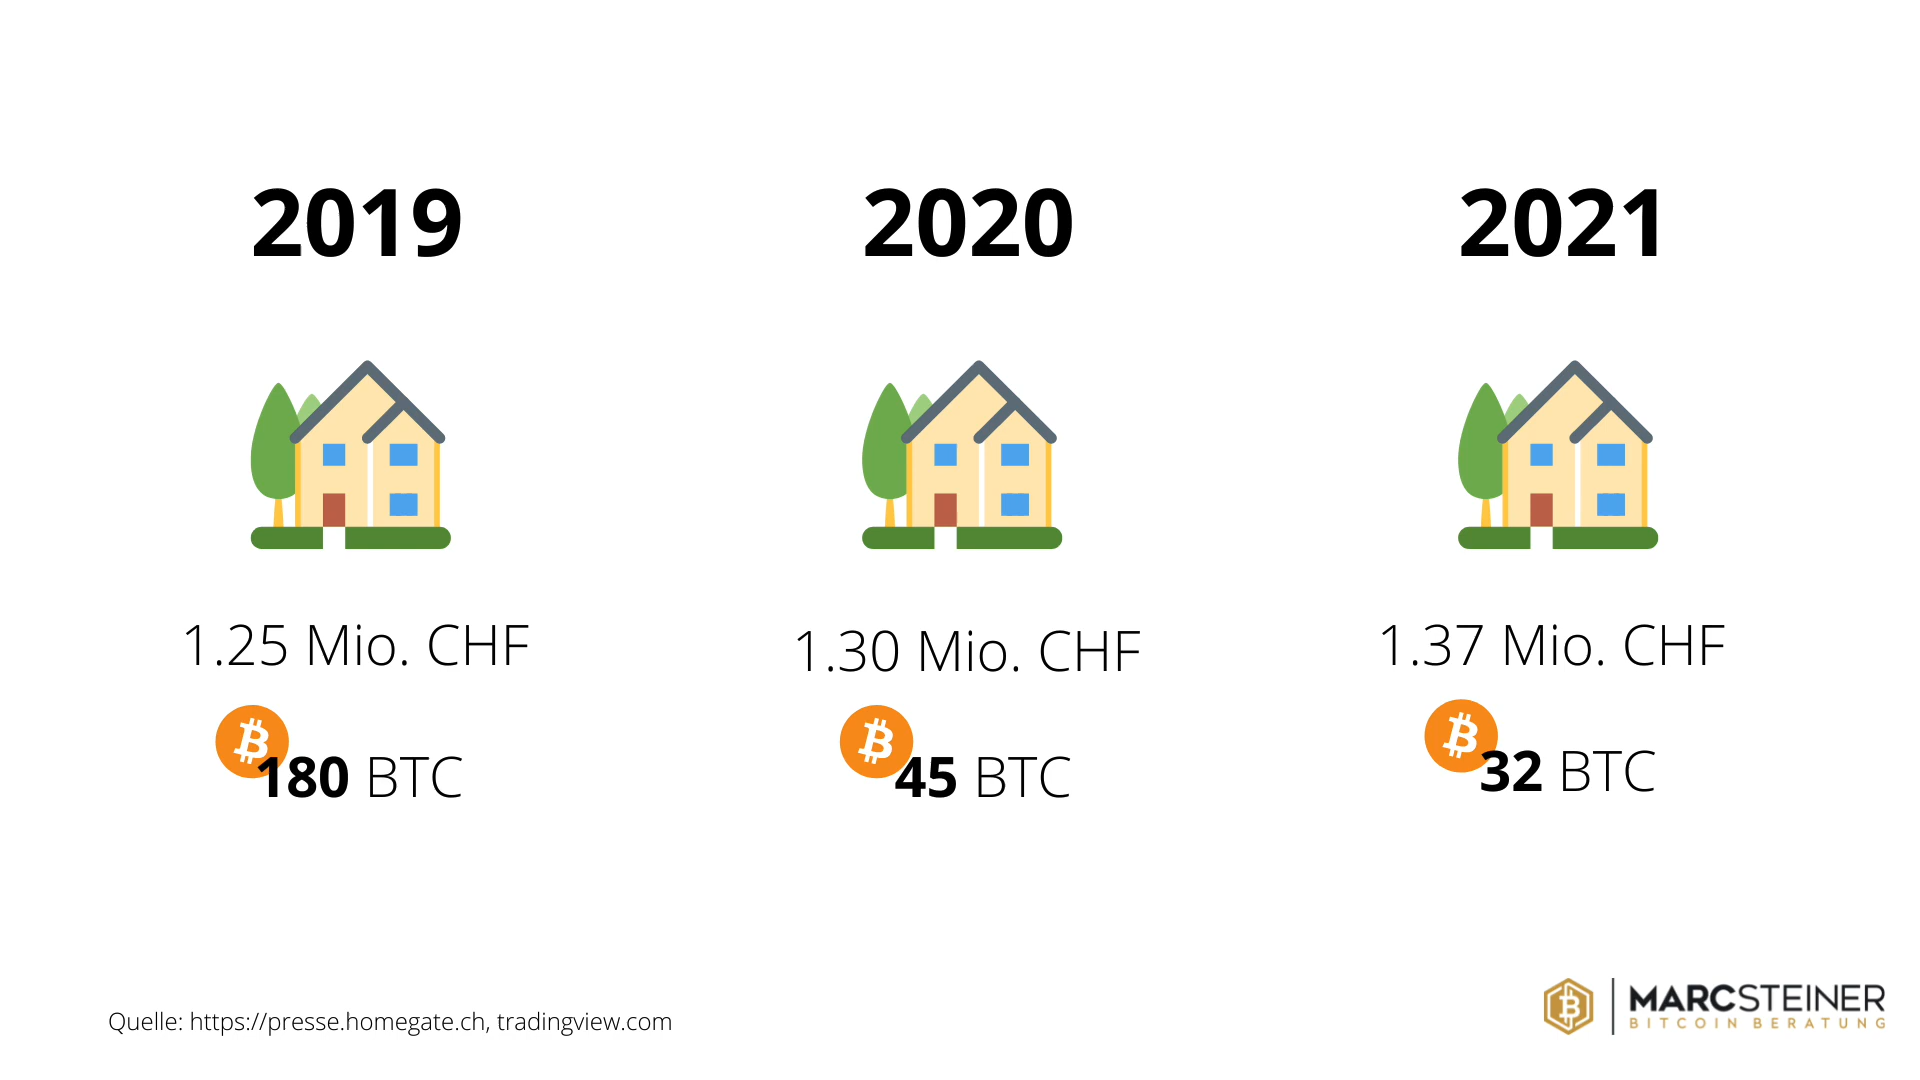 2019
2020
2021
1.25 Mio. CHF
1.30 Mio. CHF
1.37 Mio. CHF
180 BTC
45 BTC
32 BTC
Quelle: https://presse.homegate.ch, tradingview.com
MARCSTEINER
BITCOIN BERATUNG